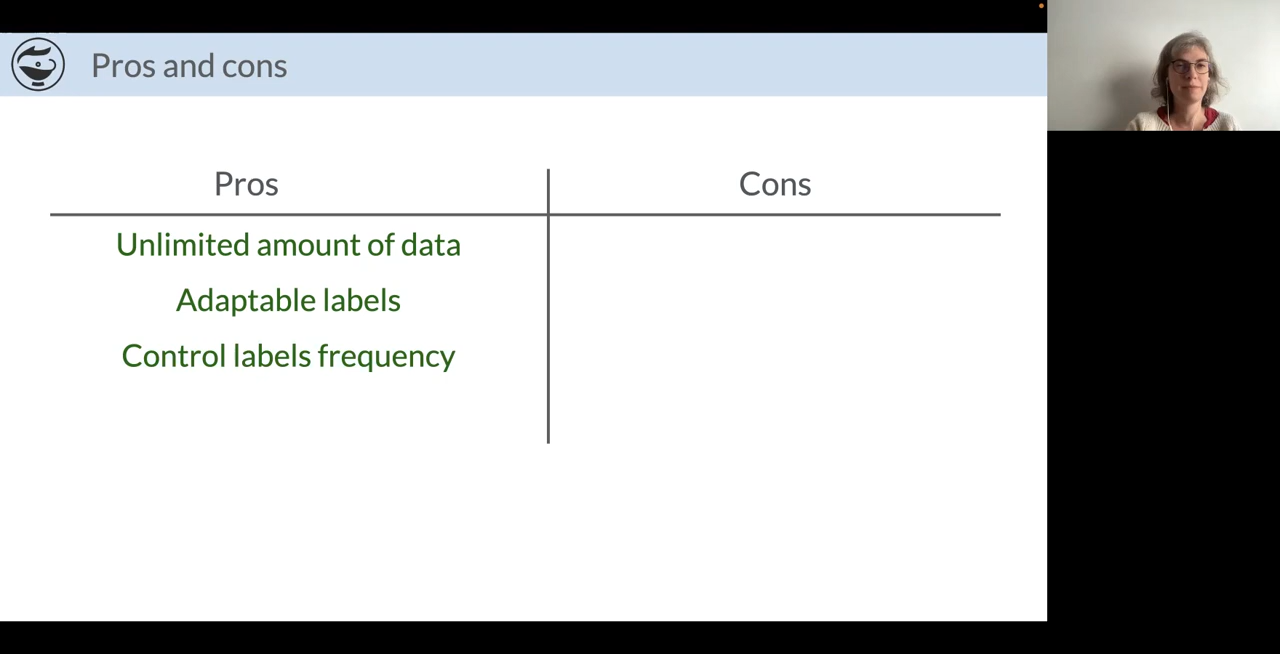 Pros and cons
Pros
Cons
Unlimited amount of data
Adaptable labels
Control labels frequency